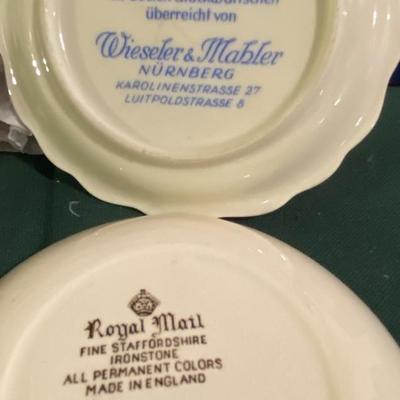 überreicht von
Wieseler & Mahler
NÜRNBERG
KAROLINENSTRASSE 27
LUITPOLDSTRASSE 8
Royal Mail
FINE STAFFORDSHIRE
IRONSTONE
ALL PERMANENT COLORS
MADE IN ENGLAND